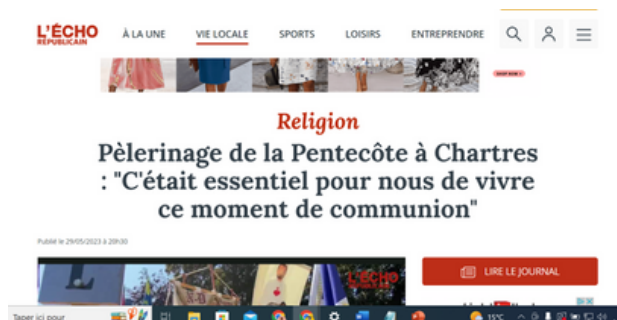 L'ÉCHO
RÉPUBLICAIN
À LA UNE
VIE LOCALE
SPORTS
LOISIRS
ENTREPRENDRE
SHOP NOW
Religion
Pèlerinage de la Pentecôte à Chartres
: "C'était essentiel pour nous de vivre
ce moment de communion"
Publié le 29/05/2023 à 20h30
L'ÉCHO
LIRE LE JOURNAL
Taper ici pour
15°C